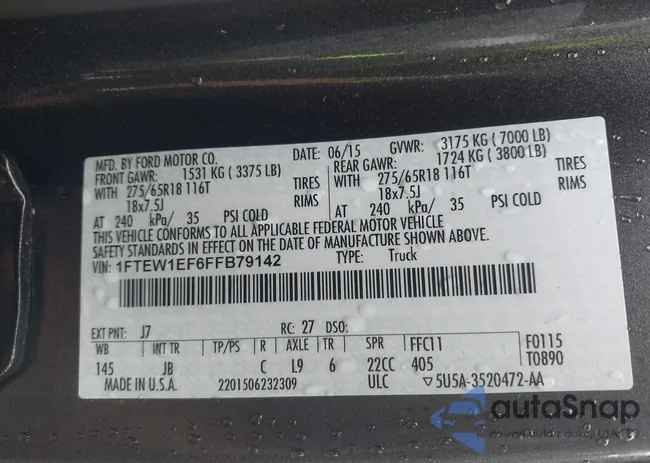 MFD. BY FORD MOTOR CO. DATE: 06/15 GVWR: 3175 KG ( 7000 LB)
FRONT GAWR: 1531 KG ( 3375 LB) REAR GAWR: 1724 KG ( 3800 LB)
WITH 275/65R18 116T TIRES WITH 275/65R18 116T TIRES
18x7.5J RIMS 18x7.5J RIMS
AT 240 kPa/ 35 PSI COLD AT 240 kPa/ 35 PSI COLD
THIS VEHICLE CONFORMS TO ALL APPLICABLE FEDERAL MOTOR VEHICLE
SAFETY STANDARDS IN EFFECT ON THE DATE OF MANUFACTURE SHOWN ABOVE.
VIN: 1FTEW1EF6FFB79142 TYPE: Truck
EXT PNT: J7 RC: 27 DSO: F0115
WB INT TR TP/PS R AXLE TR SPR FFC11 T0890
145 JB C L9 6 22CC 405
MADE IN U.S.A. 2201506232309 ULC ▽5U5A-3520472-AA
autaSnap